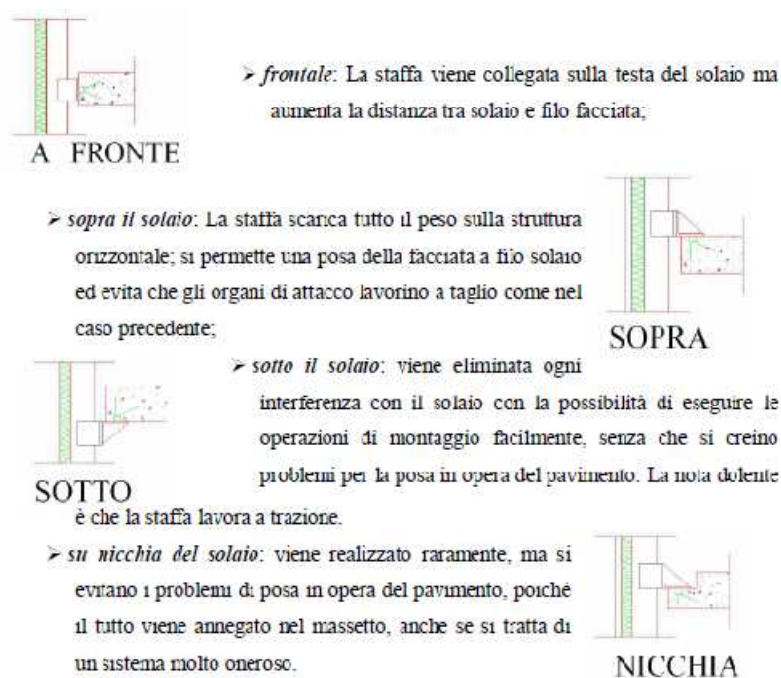 ➢ frontale: La staffa viene collegata sulla testa del solaio ma
aumenta la distanza tra solaio e filo facciata;
A FRONTE
➢ sopra il solaio: La staffa scarica tutto il peso sulla struttura
orizzontale; si permette una posa della facciata a filo solaio
ed evita che gli organi di attacco lavorino a taglio come nel
caso precedente;
SOPRA
➢ sotto il solaio: viene eliminata ogni
interferenza con il solaio con la possibilità di eseguire le
operazioni di montaggio facilmente, senza che si creino
problemi per la posa in opera del pavimento. La nota dolente
SOTTO
è che la staffa lavora a trazione.
➢ su nicchia del solaio: viene realizzato raramente, ma si
evitano i problemi di posa in opera del pavimento, poiché
il tutto viene annegato nel massetto, anche se si tratta di
un sistema molto oneroso.
NICCHIA